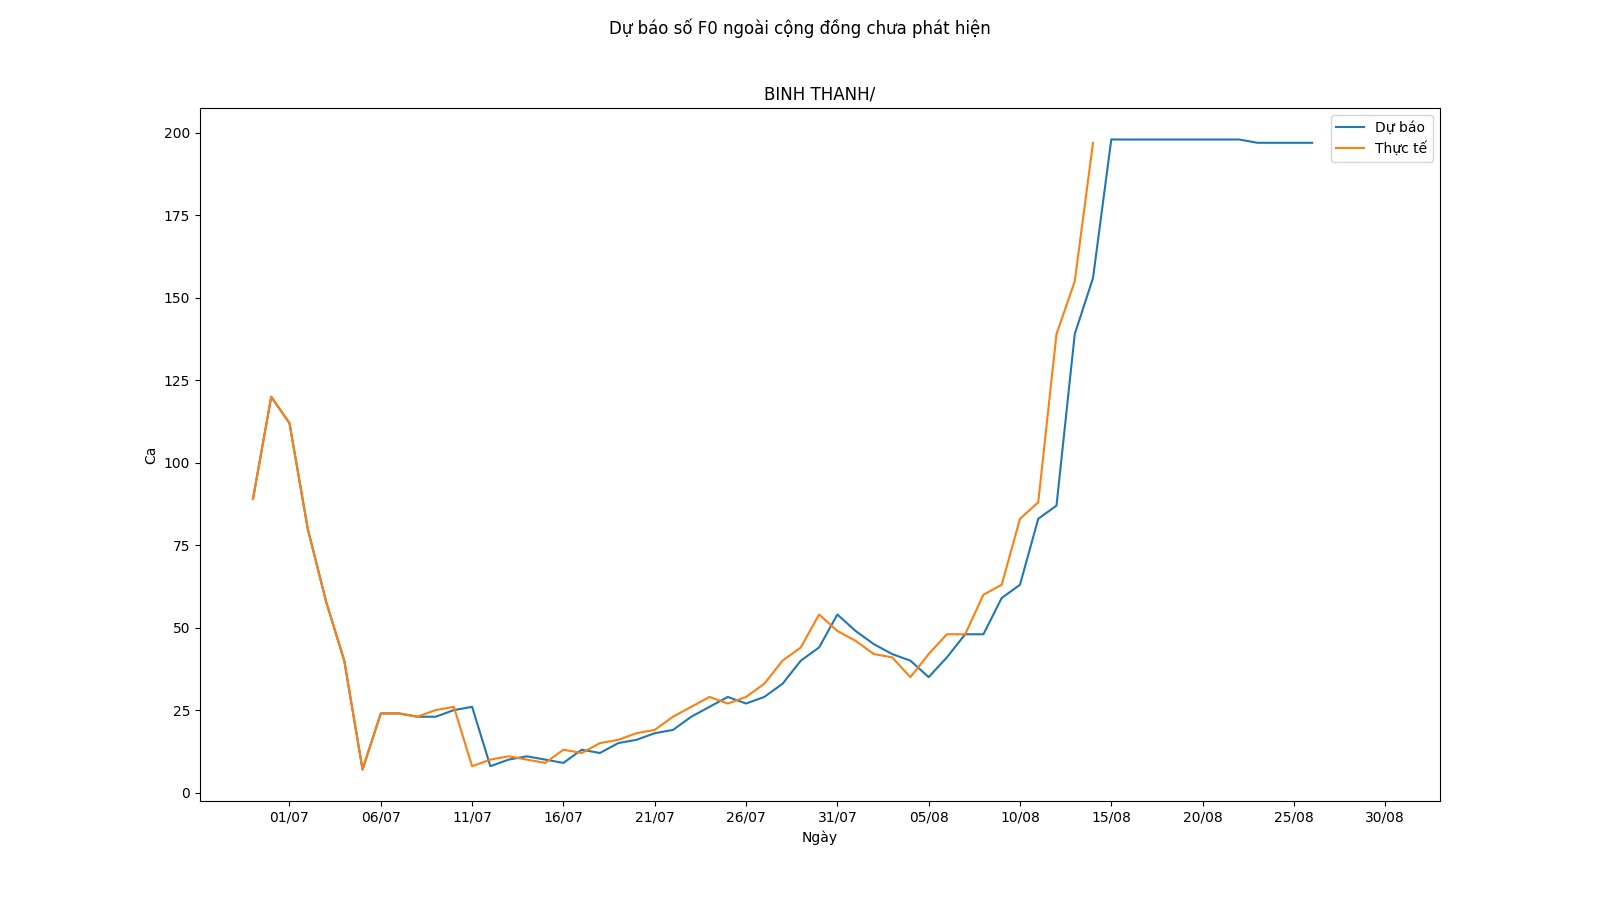 Dự báo số F0 ngoài cộng đồng chưa phát hiện
BINH THANH/
Dự báo
Thực tế
200
175
150
125
100
75
50
25
0
Ca
01/07 06/07 11/07 16/07 21/07 26/07 31/07 05/08 10/08 15/08 20/08 25/08 30/08
Ngày